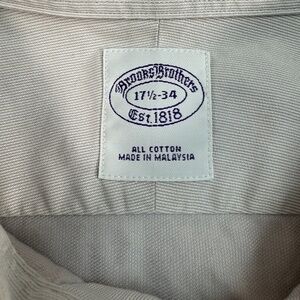 Brooks Brothers
17½-34
Est. 1818
ALL COTTON
MADE IN MALAYSIA